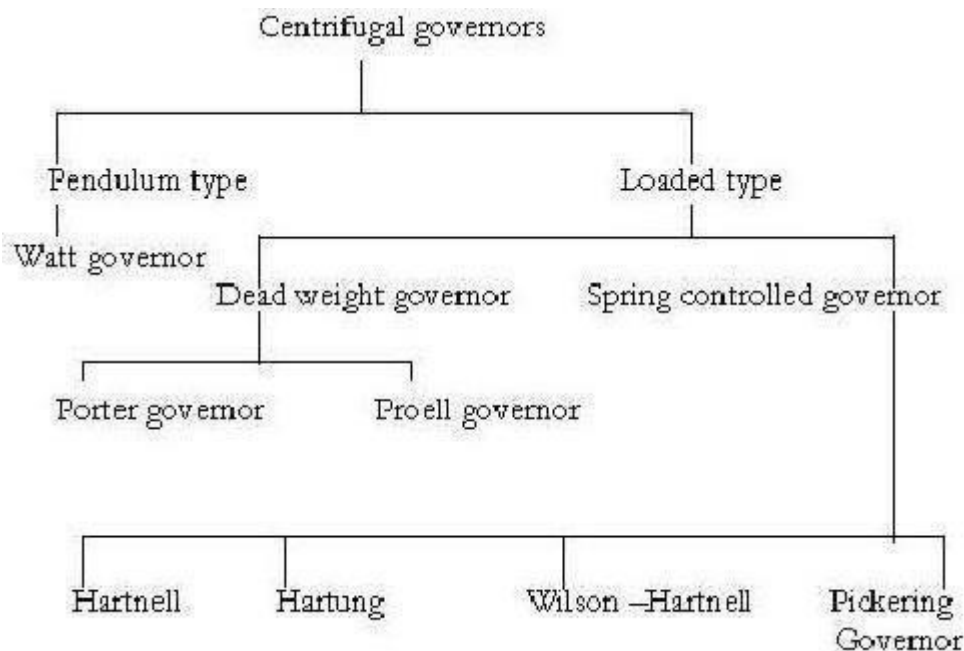 Centrifugal governors
Pendulum type
Loaded type
Watt governor
Dead weight governor
Spring controlled governor
Porter governor
Proell governor
Hartnell
Hartung
Wilson –Hartnell
Pickering
Governor